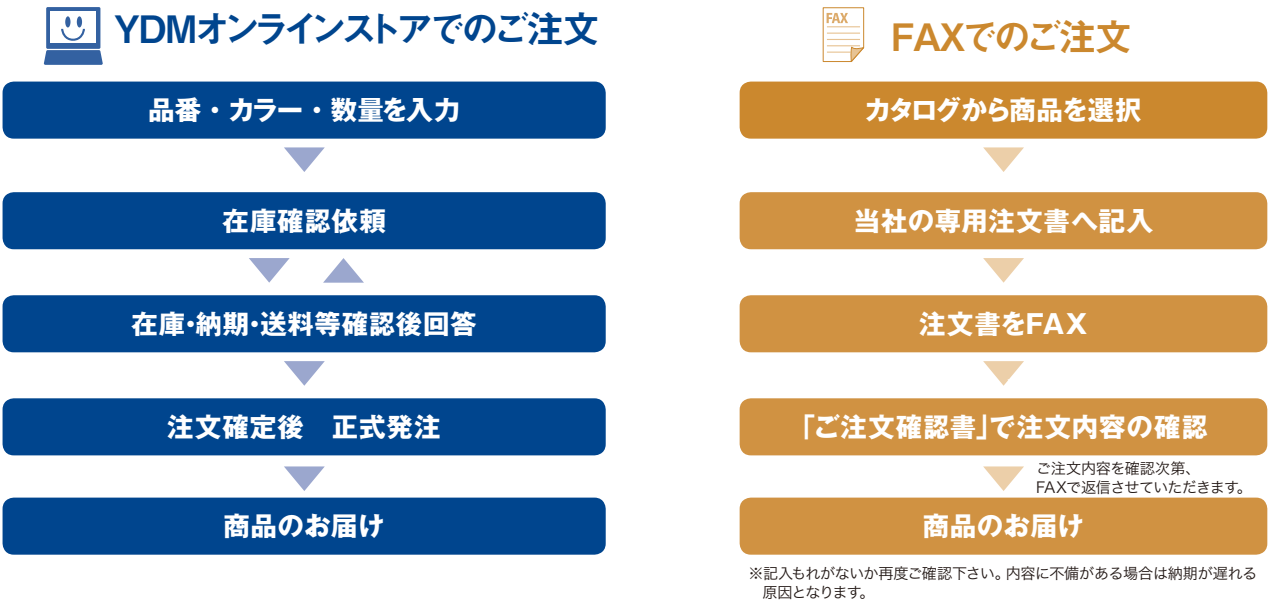 YDMオンラインストアでのご注文
品番・カラー・数量を入力
在庫確認依頼
在庫・納期・送料等確認後回答
注文確定後　正式発注
商品のお届け
FAX
FAXでのご注文
カタログから商品を選択
当社の専用注文書へ記入
注文書をFAX
「ご注文確認書」で注文内容の確認
ご注文内容を確認次第、
FAXで返信させていただきます。
商品のお届け
※記入もれがないか再度ご確認下さい。内容に不備がある場合は納期が遅れる
原因となります。